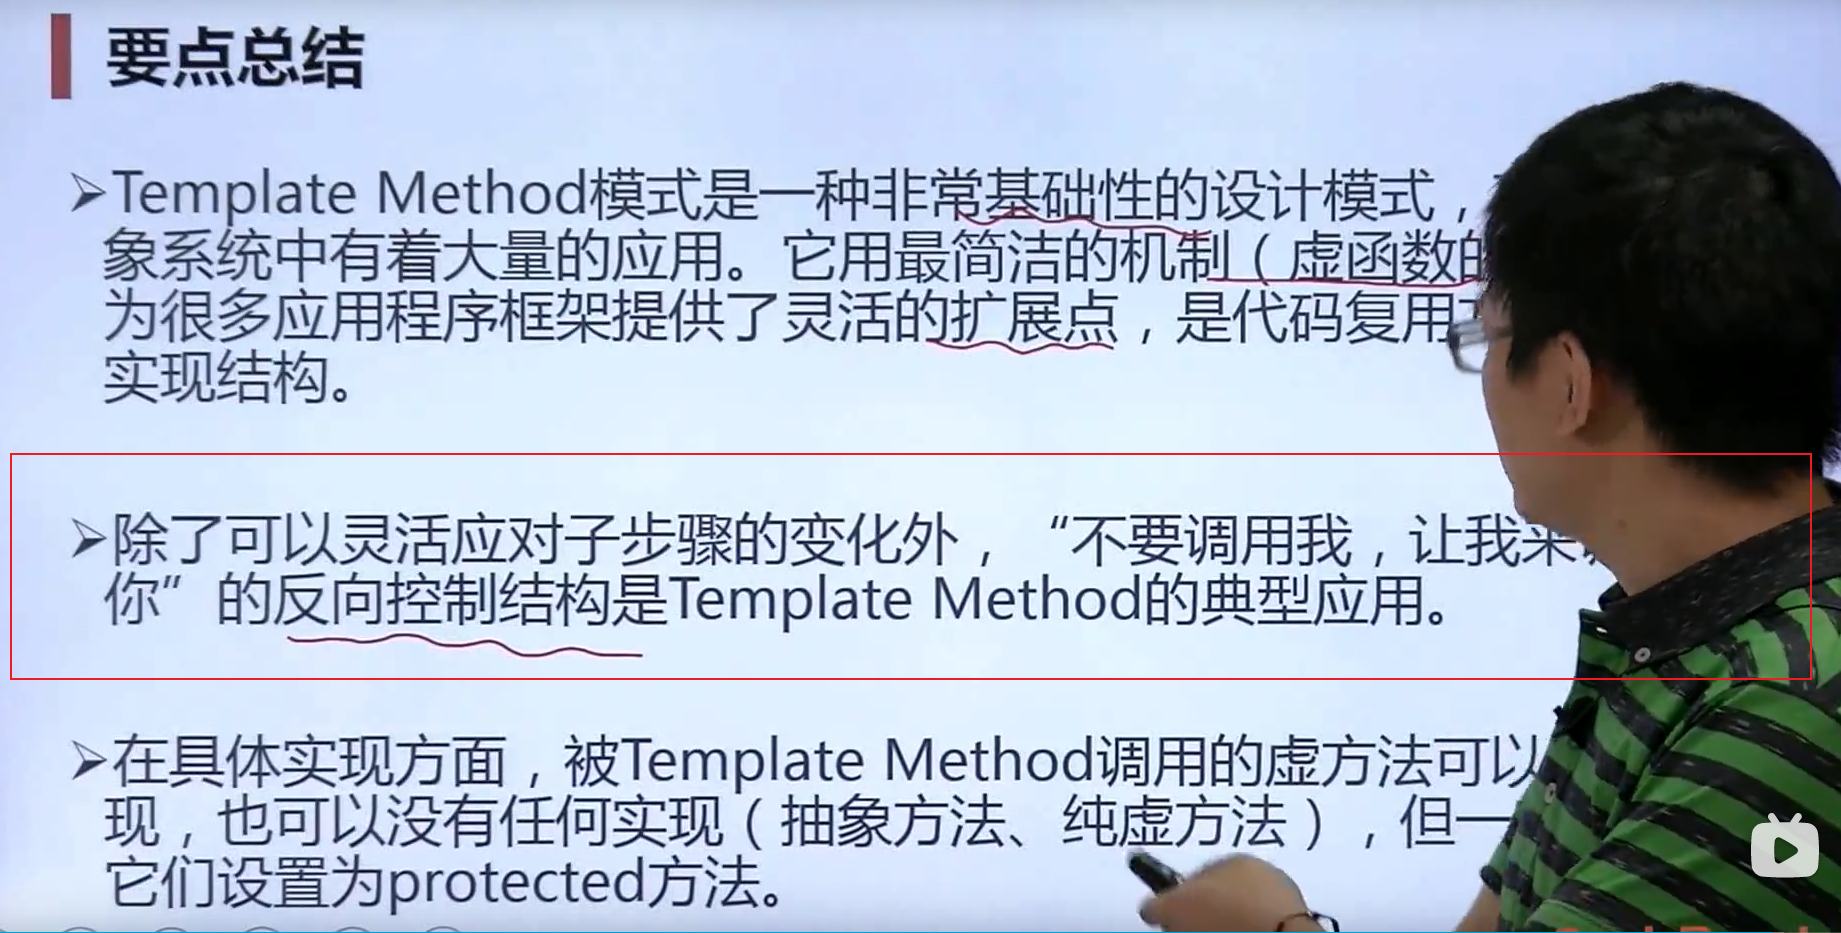 要点总结
➢Template Method模式是一种非常基础性的设计模式，
象系统中有着大量的应用。它用最简洁的机制（虚函数的
为很多应用程序框架提供了灵活的扩展点，是代码复用
实现结构。
➢除了可以灵活应对子步骤的变化外，“不要调用我，让我来
你”的反向控制结构是Template Method的典型应用。
➢在具体实现方面，被Template Method调用的虚方法可以
现，也可以没有任何实现（抽象方法、纯虚方法），但一
它们设置为protected方法。